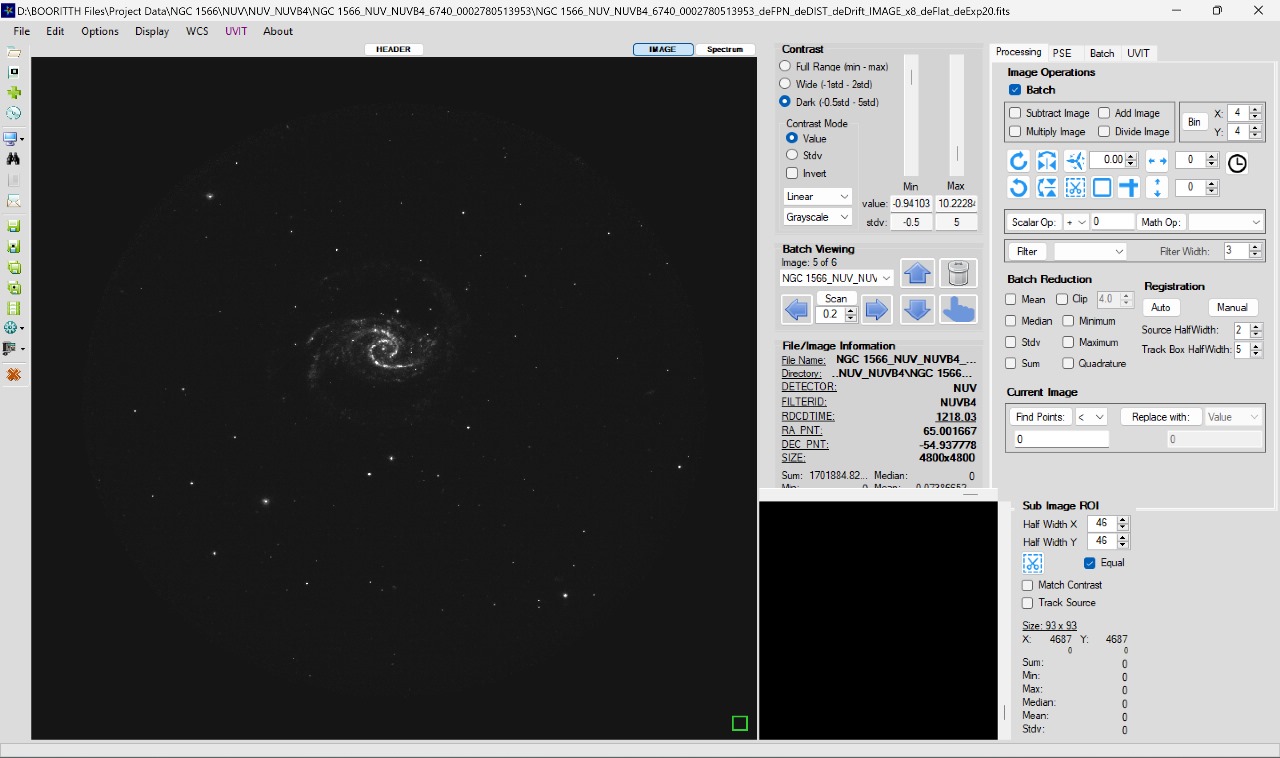 D:\BOORITTH Files\Project Data\NGC 1566\NUV\NUV_NUVB4\NGC 1566_NUV_NUVB4_6740_0002780513953\NGC 1566_NUV_NUVB4_6740_0002780513953_deFPN_deDIST_deDrift_IMAGE_x8_deFlat_deExp20.fits
File Edit Options Display WCS UVIT About
HEADER IMAGE Spectrum
Contrast
Full Range (min - max)
Wide (-1std - 2std)
Dark (-0.5std - 5std)
Contrast Mode
Value
Stdv
Invert
Linear
Grayscale
Min Max
value: -0.94103 10.2228
stdv: -0.5 5
Batch Viewing
Image: 5 of 6
NGC 1566_NUV_NUV
Scan
0.2
File/Image Information
File Name: NGC 1566_NUV_NUVB4_...
Directory: ..NUV_NUVB4\NGC 1566...
DETECTOR: NUV
FILTERID: NUVB4
RDCDTIME: 1218.03
RA_PNT: 65.001667
DEC_PNT: -54.937778
SIZE: 4800x4800
Sum: 1701884.82... Median: 0
Min: 0 Mean: 0.07386652
Processing PSE Batch UVIT
Image Operations
Batch
Subtract Image Add Image
Multiply Image Divide Image
Bin X: 4
Y: 4
0.00 0
0
Scalar Op: + 0 Math Op:
Filter Filter Width: 3
Batch Reduction
Mean Clip 4.0
Median Minimum
Stdv Maximum
Sum Quadrature
Registration
Auto Manual
Source HalfWidth: 2
Track Box HalfWidth: 5
Current Image
Find Points: < Replace with: Value
0 0
Sub Image ROI
Half Width X 46
Half Width Y 46
Equal
Match Contrast
Track Source
Size: 93 x 93
X: 4687 Y: 4687
0 0
Sum: 0
Min: 0
Max: 0
Median: 0
Mean: 0
Stdv: 0